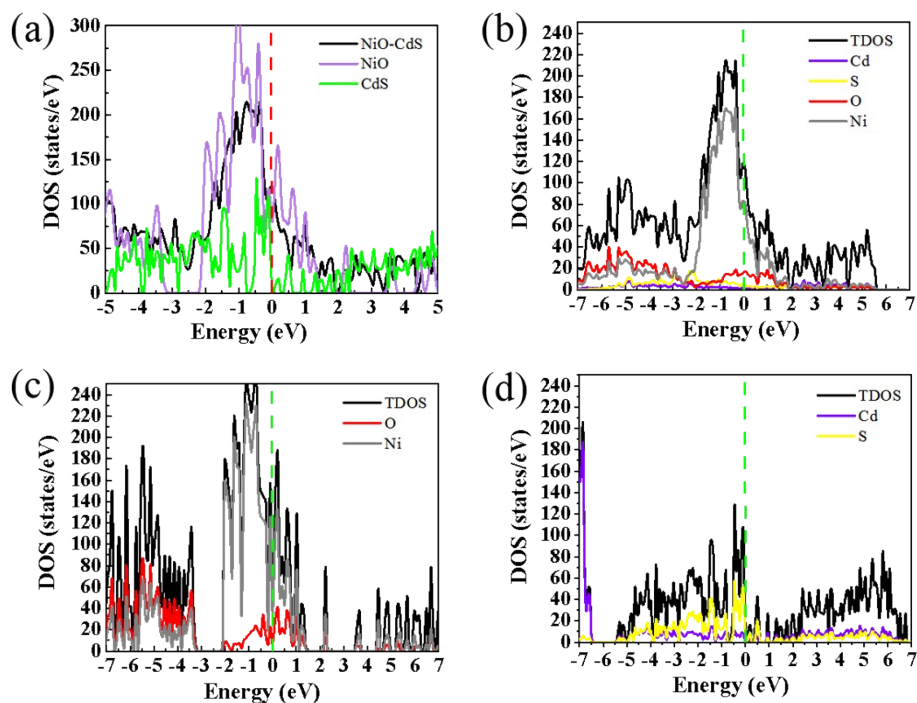 (a)
NiO-CdS
NiO
CdS
DOS (states/eV)
300
250
200
150
100
50
0
-5 -4 -3 -2 -1 0 1 2 3 4 5
Energy (eV)
(b)
TDOS
Cd
S
O
Ni
DOS (states/eV)
240
220
200
180
160
140
120
100
80
60
40
20
0
-7 -6 -5 -4 -3 -2 -1 0 1 2 3 4 5 6 7
Energy (eV)
(c)
TDOS
O
Ni
DOS (states/eV)
240
220
200
180
160
140
120
100
80
60
40
20
0
-7 -6 -5 -4 -3 -2 -1 0 1 2 3 4 5 6 7
Energy (eV)
(d)
TDOS
Cd
S
DOS (states/eV)
240
220
200
180
160
140
120
100
80
60
40
20
0
-7 -6 -5 -4 -3 -2 -1 0 1 2 3 4 5 6 7
Energy (eV)